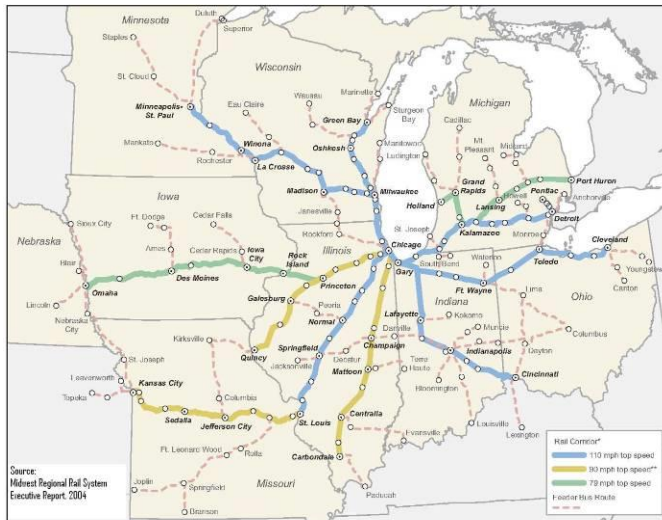 Minnesota
Duluth
Superior
Staples
St. Cloud
Wisconsin
Minneapolis-
St. Paul
Eau Claire
Wausau
Marinette
Sturgeon
Bay
Green Bay
Michigan
Cadillac
Mankato
Rochester
Winona
La Crosse
Oshkosh
Manitowoc
Ludington
Mt
Pleasant
Midland
Madison
Milwaukee
Grand
Rapids
Holland
Lansing
Howell
Pontiac
Port Huron
Detroit
Kalamazoo
Janesville
Rockford
St. Joseph
Monroe
Iowa
Sioux City
Ft. Dodge
Cedar Falls
Ames
Cedar Rapids
Iowa
City
Rock
Island
Illinois
Chicago
Gary
Nebraska
Blair
Omaha
Des Moines
Princeton
Galesburg
Waterloo
Toledo
Cleveland
Youngstown
Canton
Ft. Wayne
Lima
Ohio
Lincoln
Nebraska
City
Peoria
Normal
Lafayette
Indiana
Kokomo
Kirksville
Quincy
Springfield
Danville
Champaign
Muncie
Columbus
Indianapolis
Dayton
St. Joseph
Leavenworth
Kansas City
Topeka
Jacksonville
Decatur
Mattoon
Terre
Haute
Bloomington
Cincinnati
Columbia
Sedalia
Jefferson City
St. Louis
Centralia
Evansville
Louisville
Lexington
Carbondale
Ft. Leonard Wood
Rolla
Missouri
Joplin
Springfield
Branson
Paducah
Source:
Midwest Regional Rail System
Executive Report, 2004
Rail Corridor*
110 mph top speed
90 mph top speed**
79 mph top speed
Feeder Bus Route